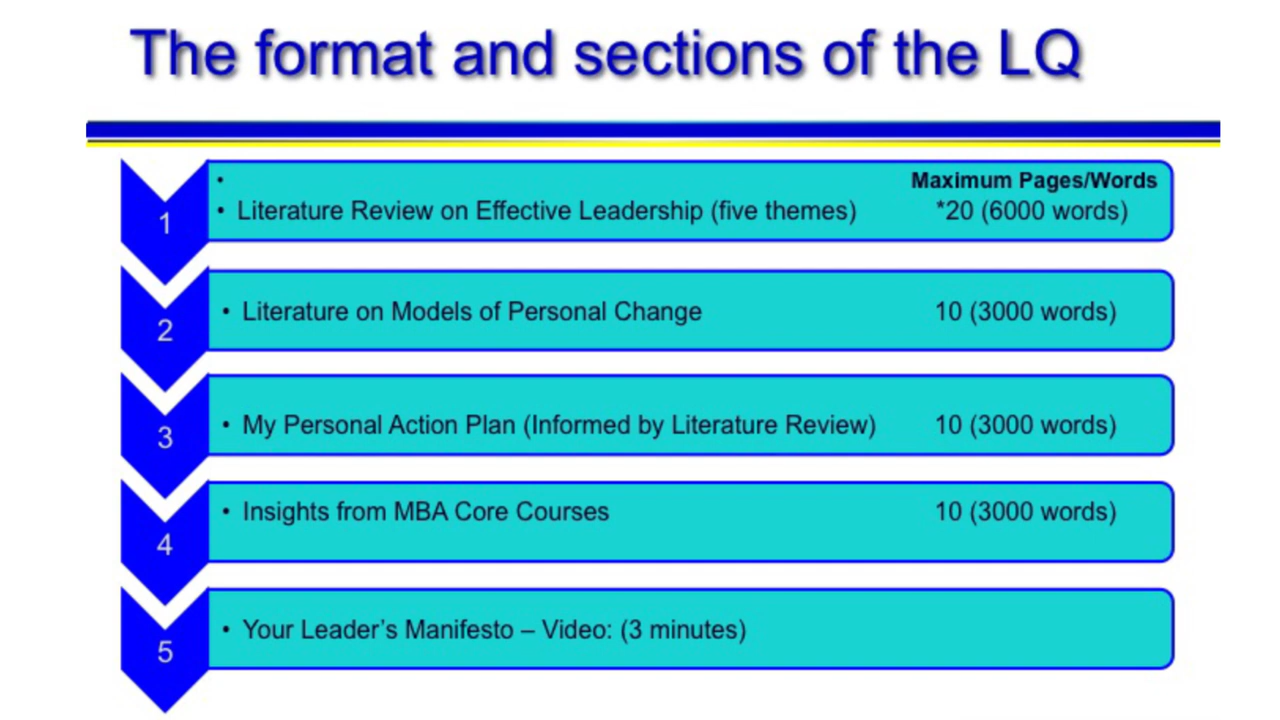 The format and sections of the LQ
• Maximum Pages/Words
1 • Literature Review on Effective Leadership (five themes) *20 (6000 words)
2 • Literature on Models of Personal Change 10 (3000 words)
3 • My Personal Action Plan (Informed by Literature Review) 10 (3000 words)
4 • Insights from MBA Core Courses 10 (3000 words)
5 • Your Leader’s Manifesto – Video: (3 minutes)